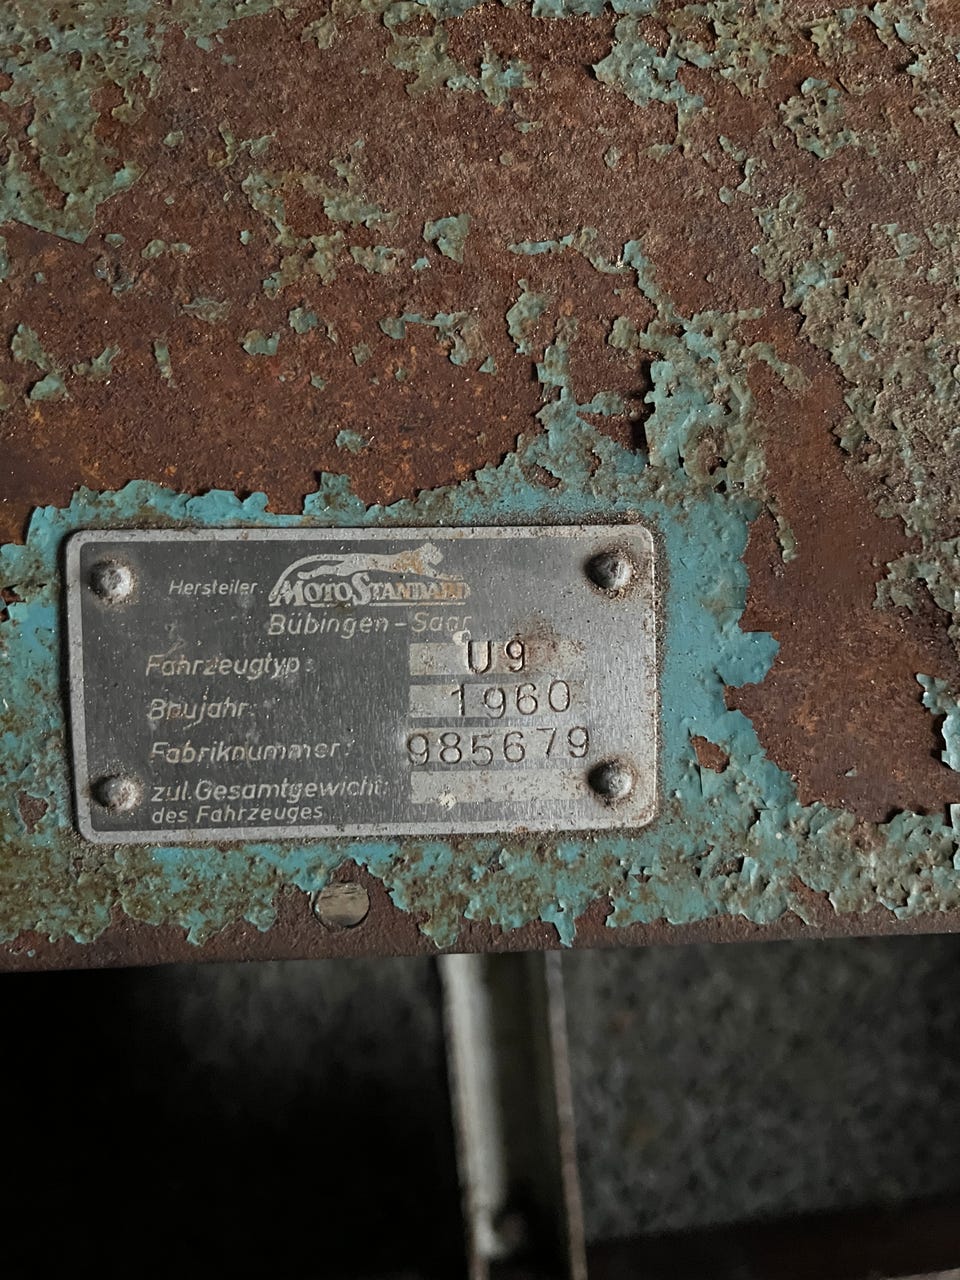 Hersteller MOTOSTANDARD
Bübingen-Saar
Fahrzeugtyp: U9
Baujahr: 1960
Fabriknummer: 985679
zul. Gesamtgewicht:
des Fahrzeuges